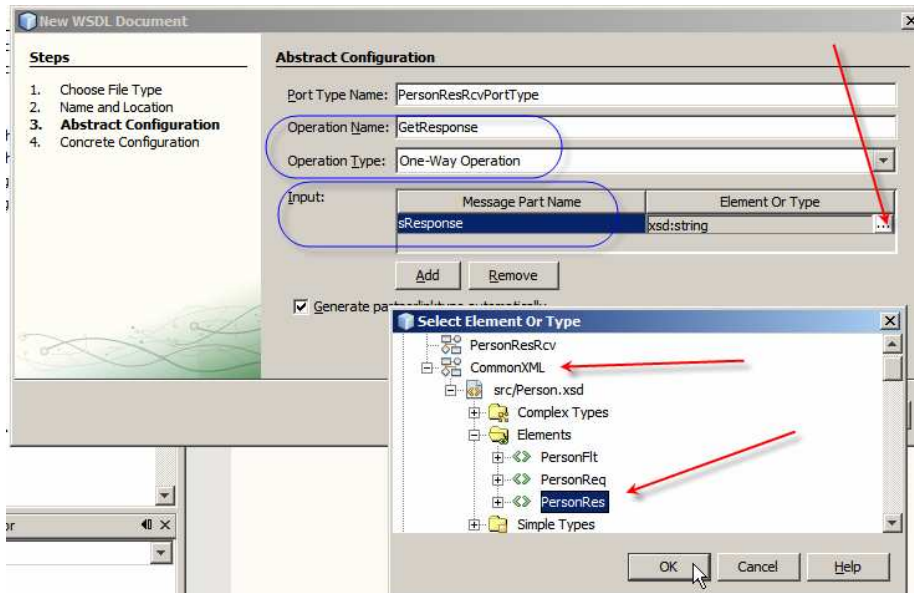 New WSDL Document
Steps
1. Choose File Type
2. Name and Location
3. Abstract Configuration
4. Concrete Configuration
Abstract Configuration
Port Type Name: PersonResRcvPortType
Operation Name: GetResponse
Operation Type: One-Way Operation
Input:
Message Part Name Element Or Type
sResponse xsd:string ...
Add Remove
Generate partnerlinktype automatically
Select Element Or Type
PersonResRcv
CommonXML
src/Person.xsd
Complex Types
Elements
PersonFlt
PersonReq
PersonRes
Simple Types
OK Cancel Help